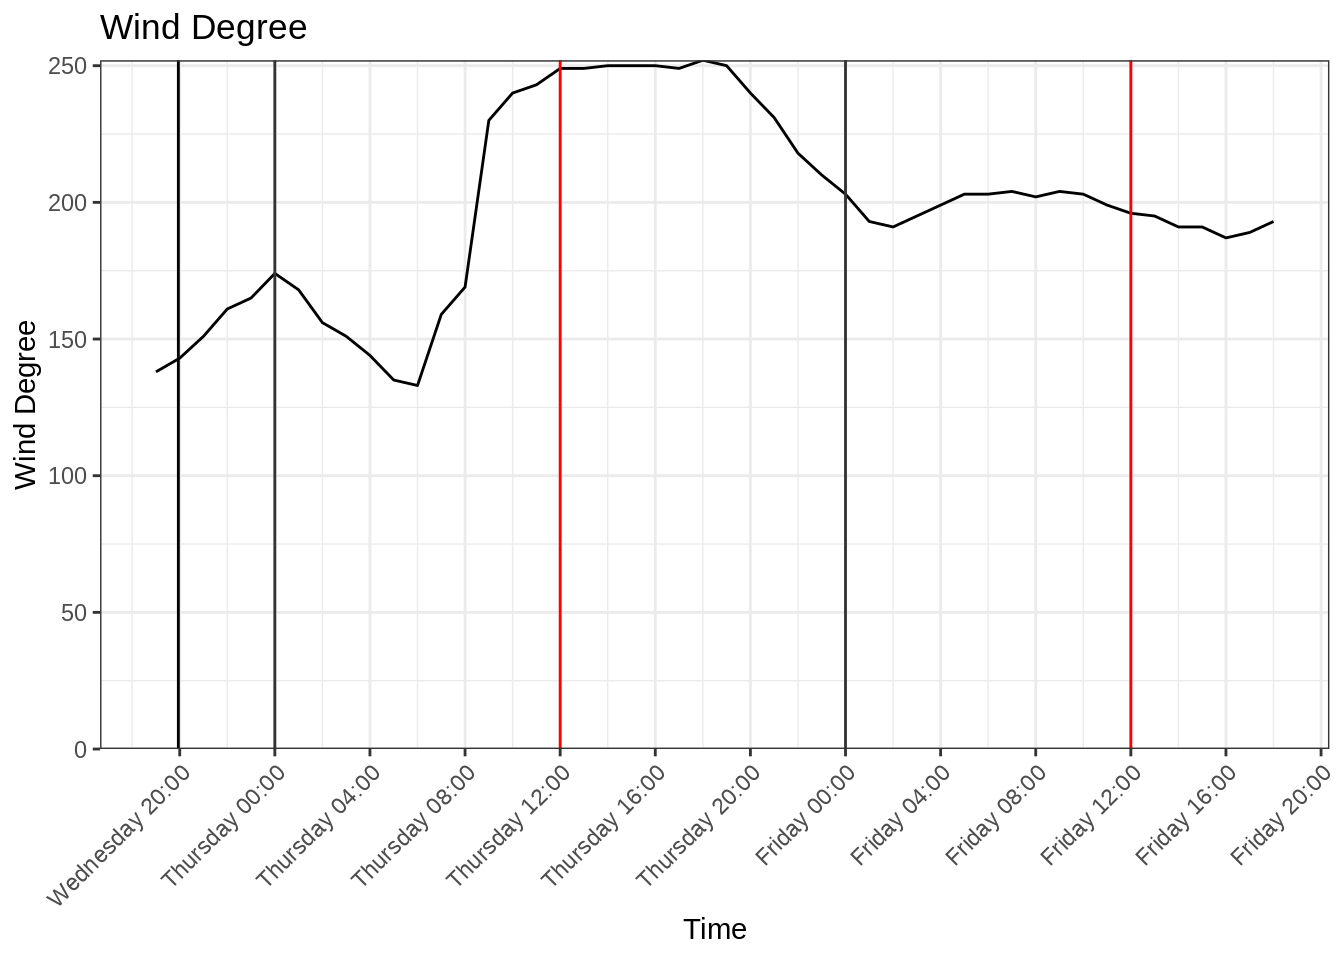 Wind Degree
Wind Degree
250
200
150
100
50
0
Wednesday 20:00
Thursday 00:00
Thursday 04:00
Thursday 08:00
Thursday 12:00
Thursday 16:00
Thursday 20:00
Friday 00:00
Friday 04:00
Friday 08:00
Friday 12:00
Friday 16:00
Friday 20:00
Time